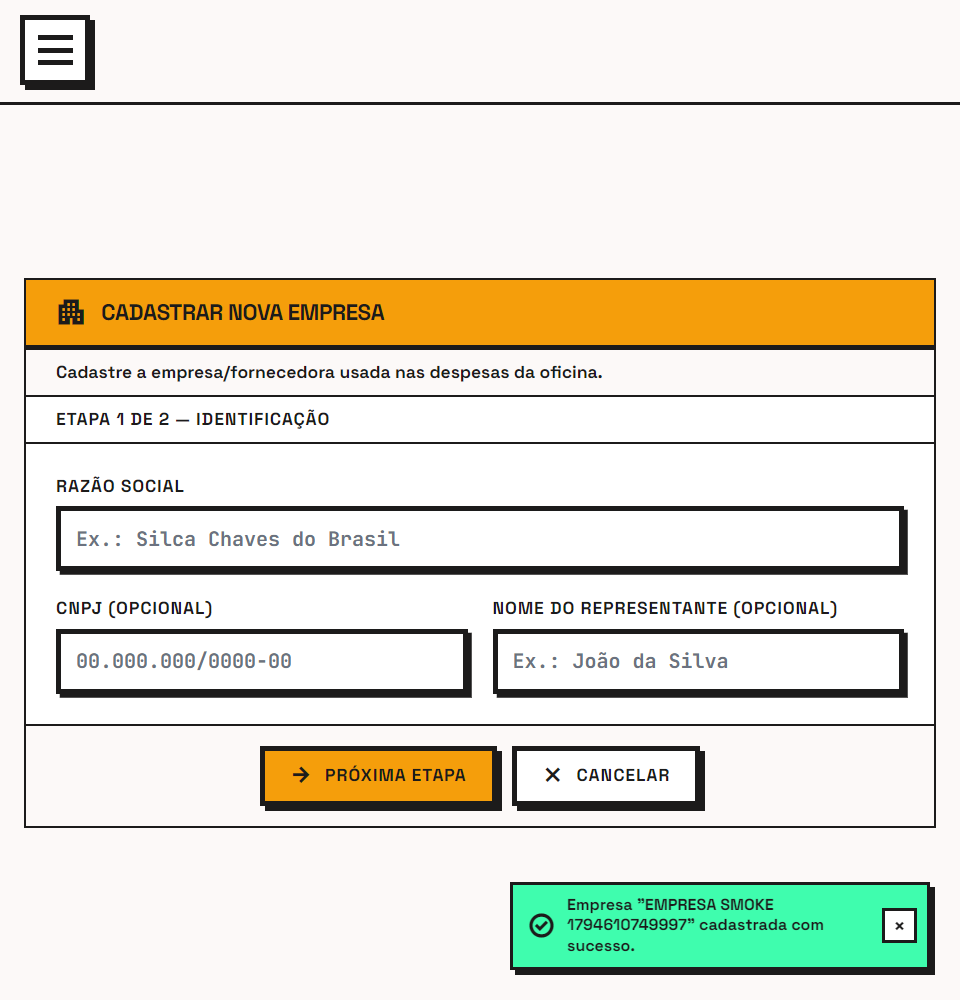 CADASTRAR NOVA EMPRESA
Cadastre a empresa/fornecedora usada nas despesas da oficina.
ETAPA 1 DE 2 — IDENTIFICAÇÃO
RAZÃO SOCIAL
Ex.: Silca Chaves do Brasil
CNPJ (OPCIONAL)
NOME DO REPRESENTANTE (OPCIONAL)
00.000.000/0000-00
Ex.: João da Silva
PRÓXIMA ETAPA
CANCELAR
Empresa "EMPRESA SMOKE
1794610749997" cadastrada com
sucesso.